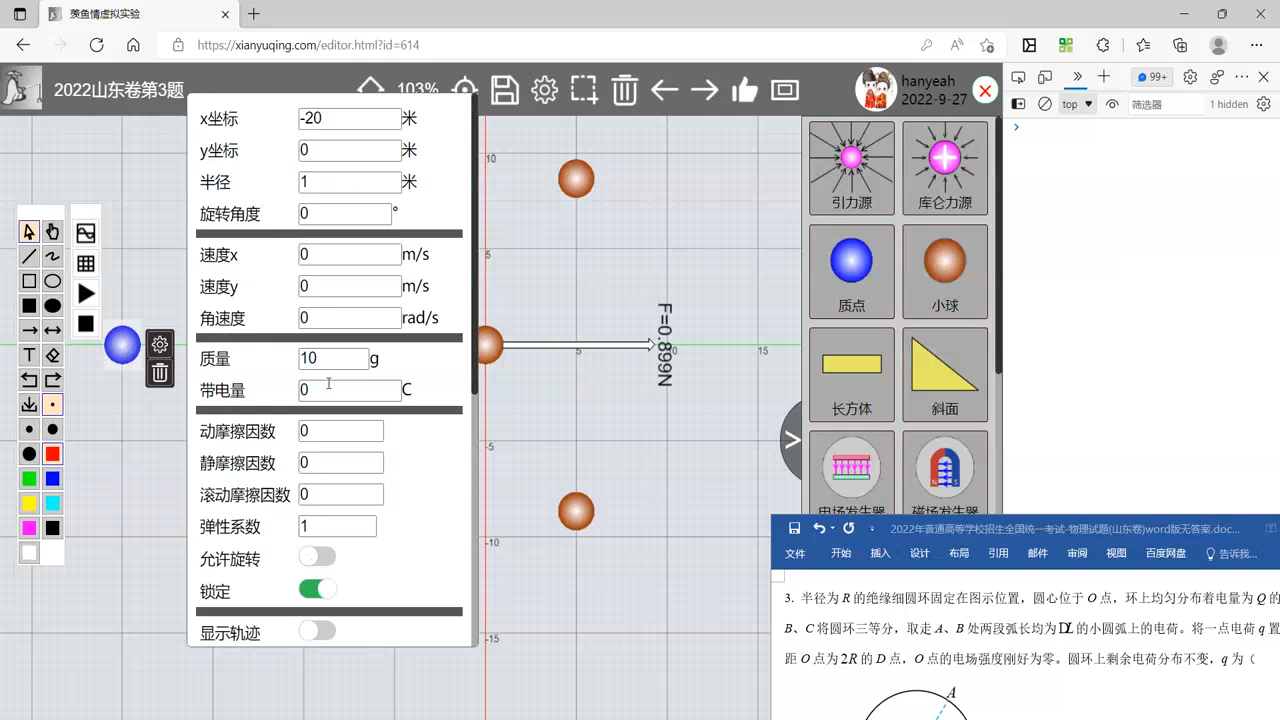 羡鱼情虚拟实验
https://xianyuqing.com/editor.html?id=614
2022山东卷第3题
103%
hanyeah
2022-9-27
99+
top
筛选器
1 hidden
x坐标 -20 米
y坐标 0 米
半径 1 米
旋转角度 0 °
速度x 0 m/s
速度y 0 m/s
角速度 0 rad/s
质量 10 g
带电量 0 C
动摩擦因数 0
静摩擦因数 0
滚动摩擦因数 0
弹性系数 1
允许旋转
锁定
显示轨迹
10
5
-5
-10
-15
5
10
15
F=0.899N
引力源
库仑力源
质点
小球
长方体
斜面
电场发生器
磁场发生器
2022年普通高等学校招生全国统一考试-物理试题(山东卷)word版无答案.doc...
文件 开始 插入 设计 布局 引用 邮件 审阅 视图 百度网盘 告诉我...
3. 半径为 R 的绝缘细圆环固定在图示位置，圆心位于 O 点，环上均匀分布着电量为 Q 的
B、C 将圆环三等分，取走 A、B 处两段弧长均为ΔL 的小圆弧上的电荷。将一点电荷 q 置
距 O 点为2R 的 D 点，O 点的电场强度刚好为零。圆环上剩余电荷分布不变，q 为（
A